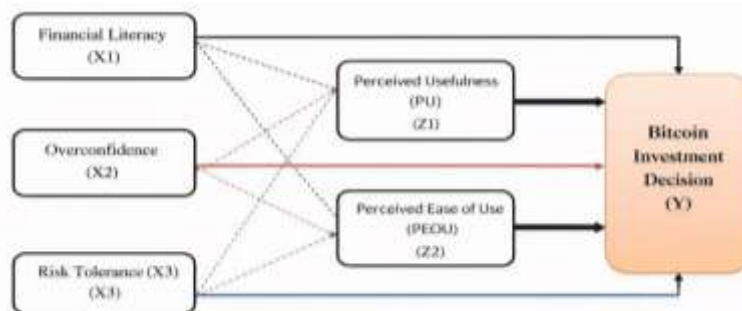 Financial Literacy
(X1)
Overconfidence
(X2)
Risk Tolerance (X3)
(X3)
Perceived Usefulness
(PU)
(Z1)
Perceived Ease of Use
(PEOU)
(Z2)
Bitcoin
Investment
Decision
(Y)